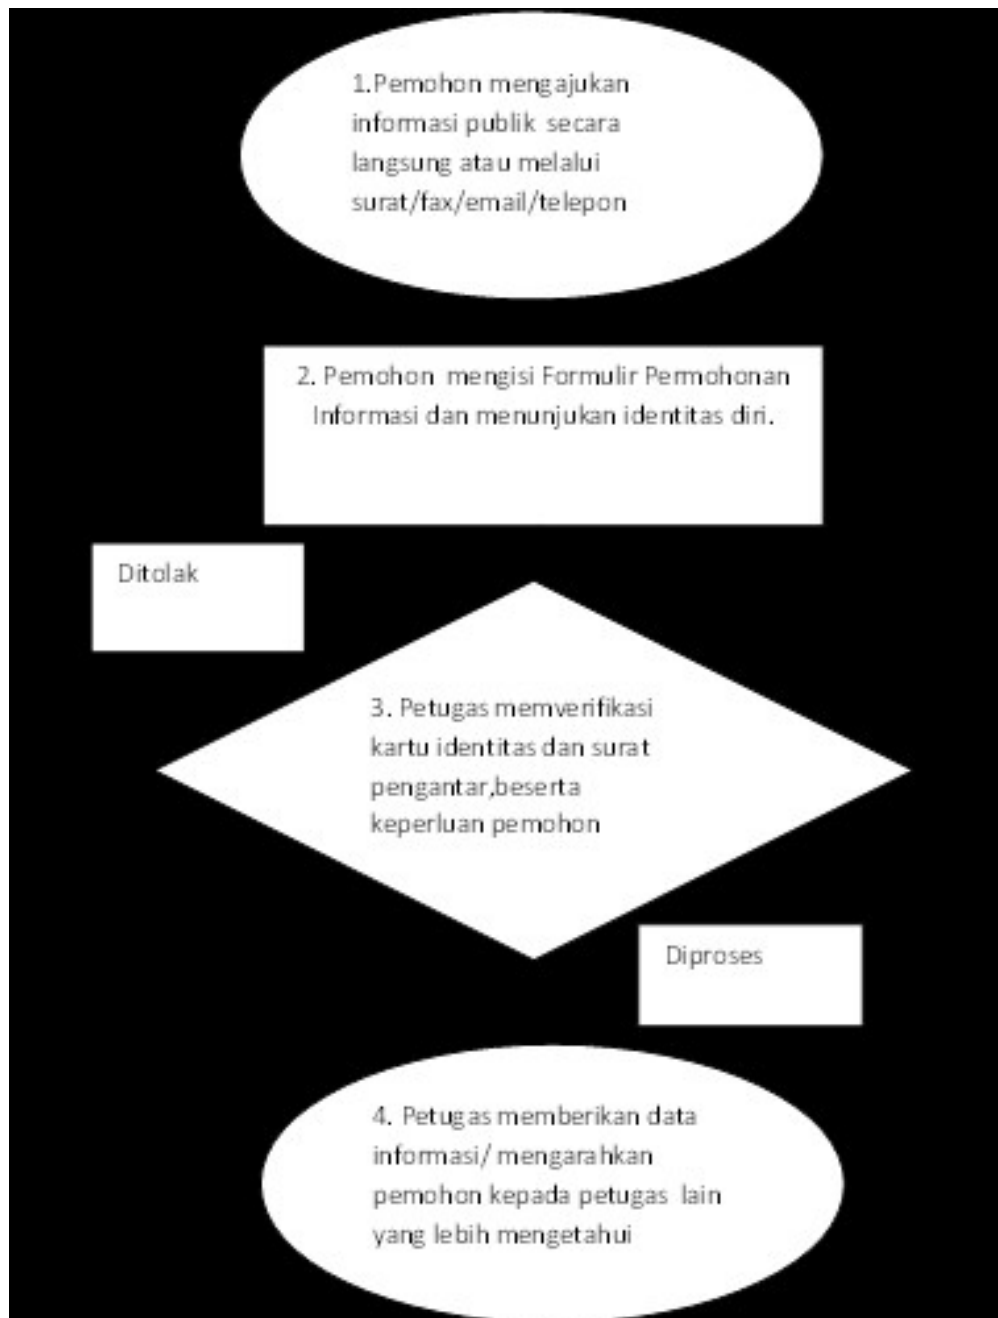 1.Pemohon mengajukan
informasi publik secara
langsung atau melalui
surat/fax/email/telepon
2. Pemohon mengisi Formulir Permohonan
Informasi dan menunjukan identitas diri.
Ditolak
3. Petugas memverifikasi
kartu identitas dan surat
pengantar,beserta
keperluan pemohon
Diproses
4. Petugas memberikan data
informasi/ mengarahkan
pemohon kepada petugas lain
yang lebih mengetahui